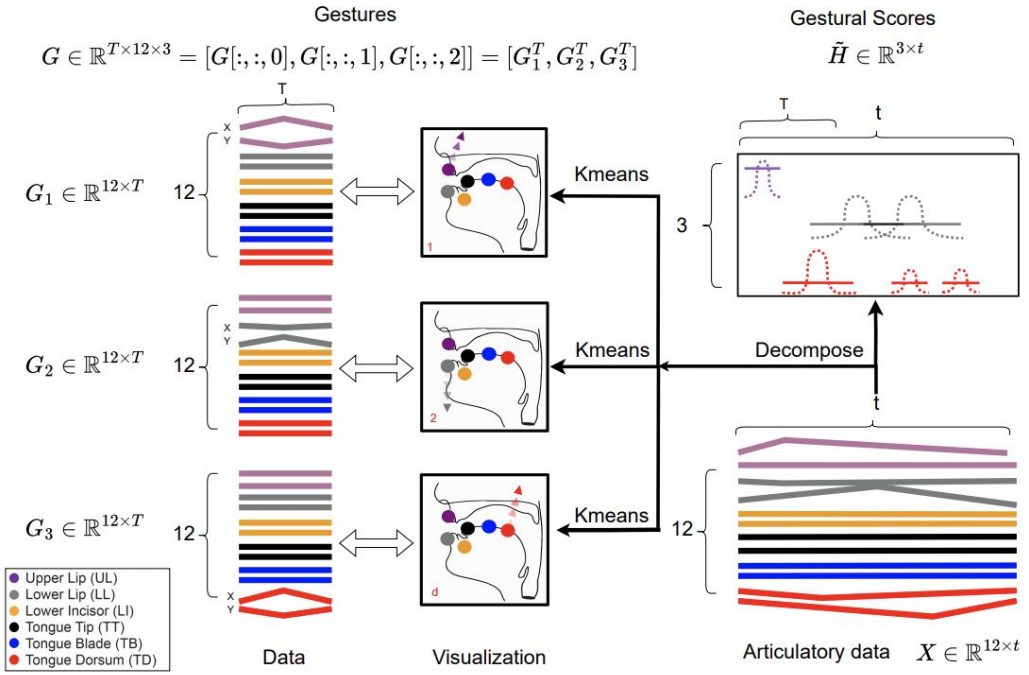 Gestures
Gestural Scores
G ∈ ℝ^{T×12×3} = [G[:,:,0], G[:,:,1], G[:,:,2]] = [G_1^T, G_2^T, G_3^T]
H̃ ∈ ℝ^{3×t}
T
T
t
X
Y
G_1 ∈ ℝ^{12×T}
12
1
Kmeans
3
G_2 ∈ ℝ^{12×T}
X
Y
12
2
Kmeans
Decompose
t
G_3 ∈ ℝ^{12×T}
12
X
Y
d
Kmeans
12
Upper Lip (UL)
Lower Lip (LL)
Lower Incisor (LI)
Tongue Tip (TT)
Tongue Blade (TB)
Tongue Dorsum (TD)
Data
Visualization
Articulatory data X ∈ ℝ^{12×t}